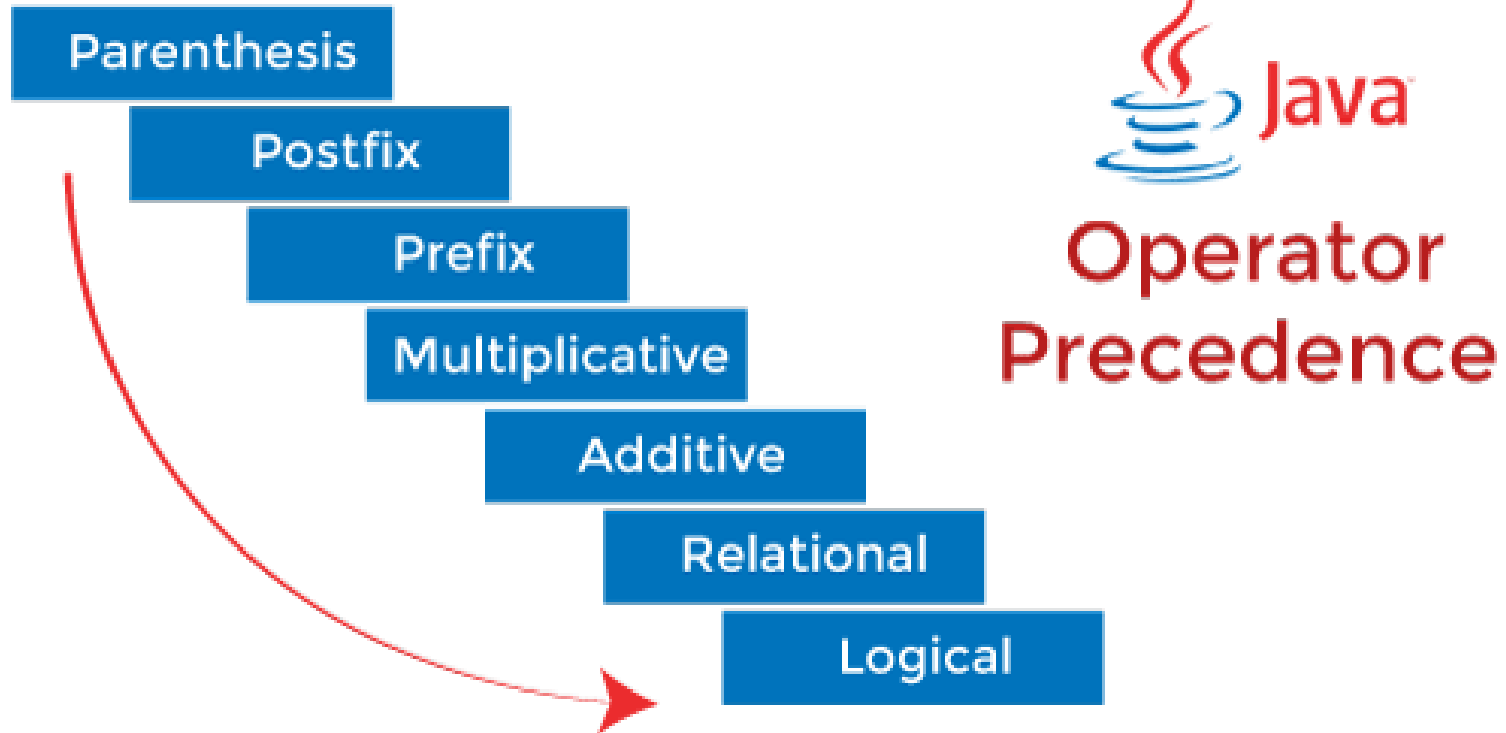 Parenthesis
Postfix
Prefix
Multiplicative
Additive
Relational
Logical
Java
Operator
Precedence